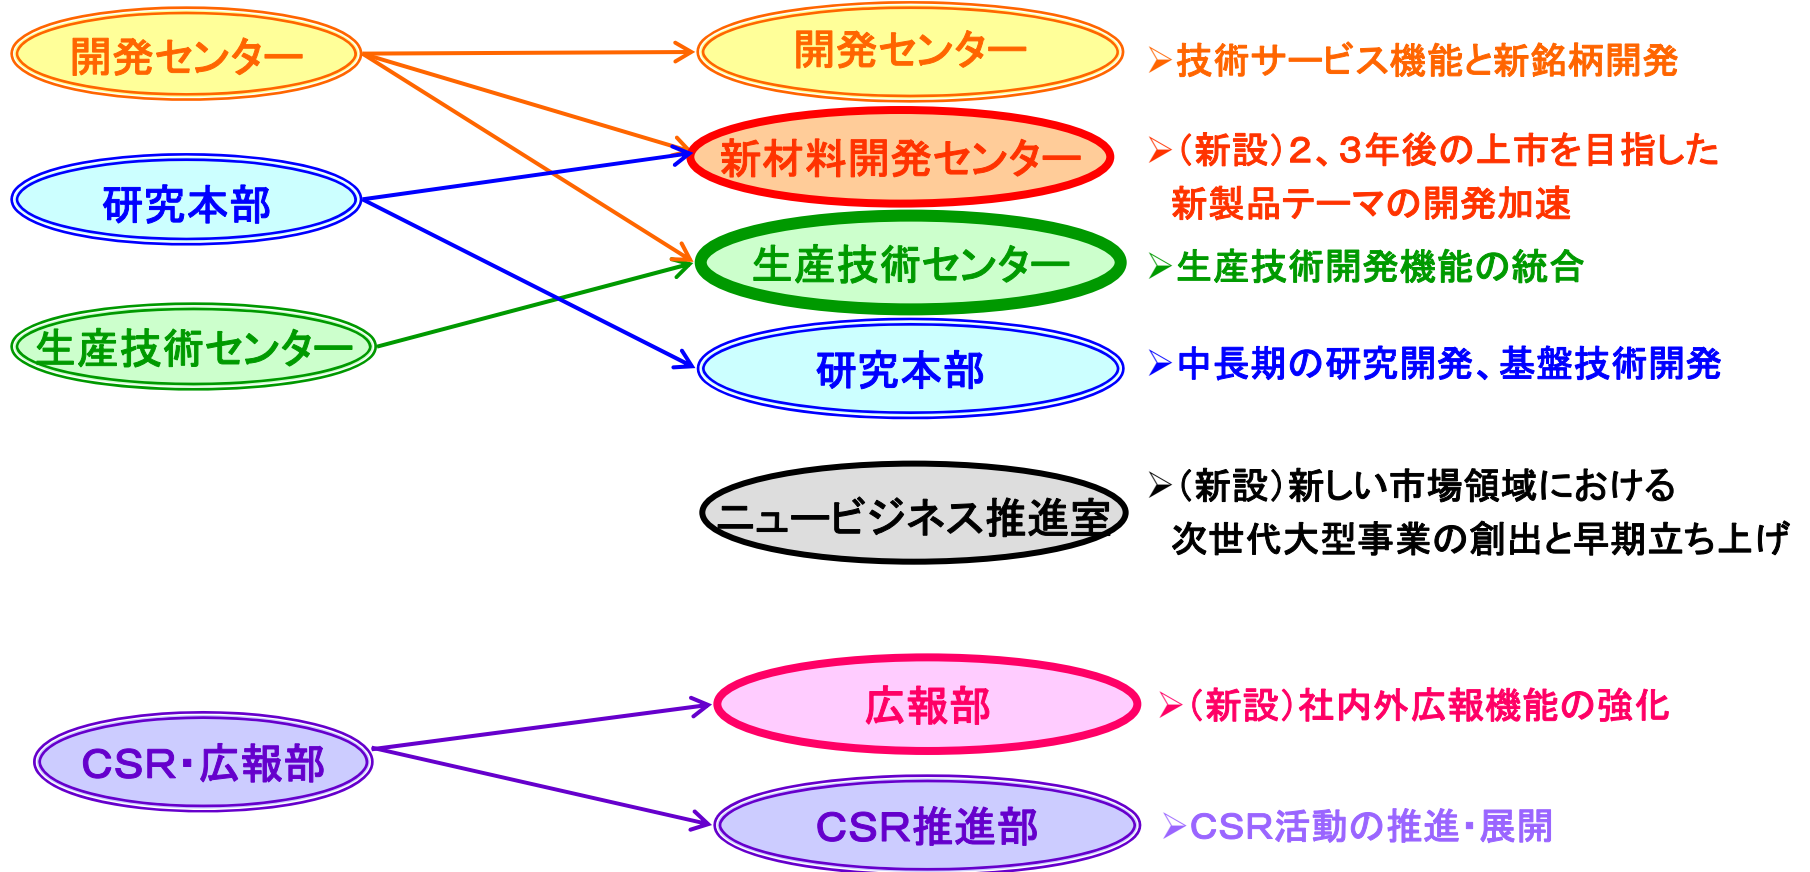 開発センター
開発センター
➢技術サービス機能と新銘柄開発
新材料開発センター
➢（新設）２、３年後の上市を目指した
新製品テーマの開発加速
研究本部
生産技術センター
➢生産技術開発機能の統合
生産技術センター
研究本部
➢中長期の研究開発、基盤技術開発
ニュービジネス推進室
➢（新設）新しい市場領域における
次世代大型事業の創出と早期立ち上げ
広報部
➢（新設）社内外広報機能の強化
ＣＳＲ・広報部
ＣＳＲ推進部
➢ＣＳＲ活動の推進・展開